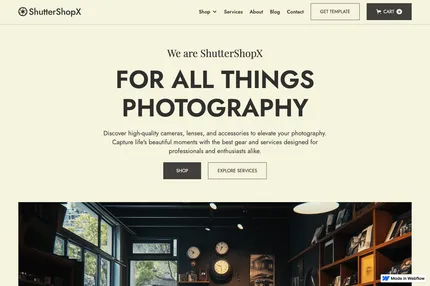 ShutterShopX
Shop
Services
About
Blog
Contact
GET TEMPLATE
CART
0
We are ShutterShopX
FOR ALL THINGS
PHOTOGRAPHY
Discover high-quality cameras, lenses, and accessories to elevate your photography.
Capture life's beautiful moments with the best gear and services designed for
professionals and enthusiasts alike.
SHOP
EXPLORE SERVICES
Made in Webflow